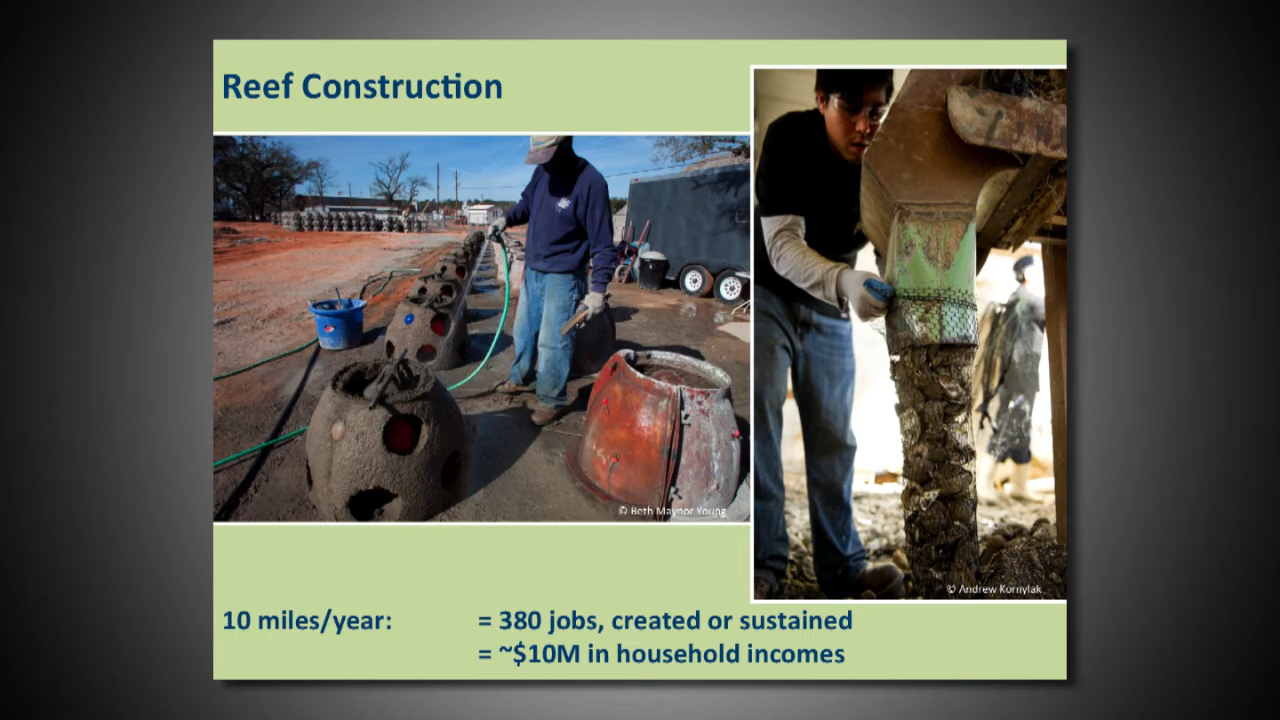 Reef Construction
© Beth Maynor Young
© Andrew Kornylak
10 miles/year: = 380 jobs, created or sustained
= ~$10M in household incomes